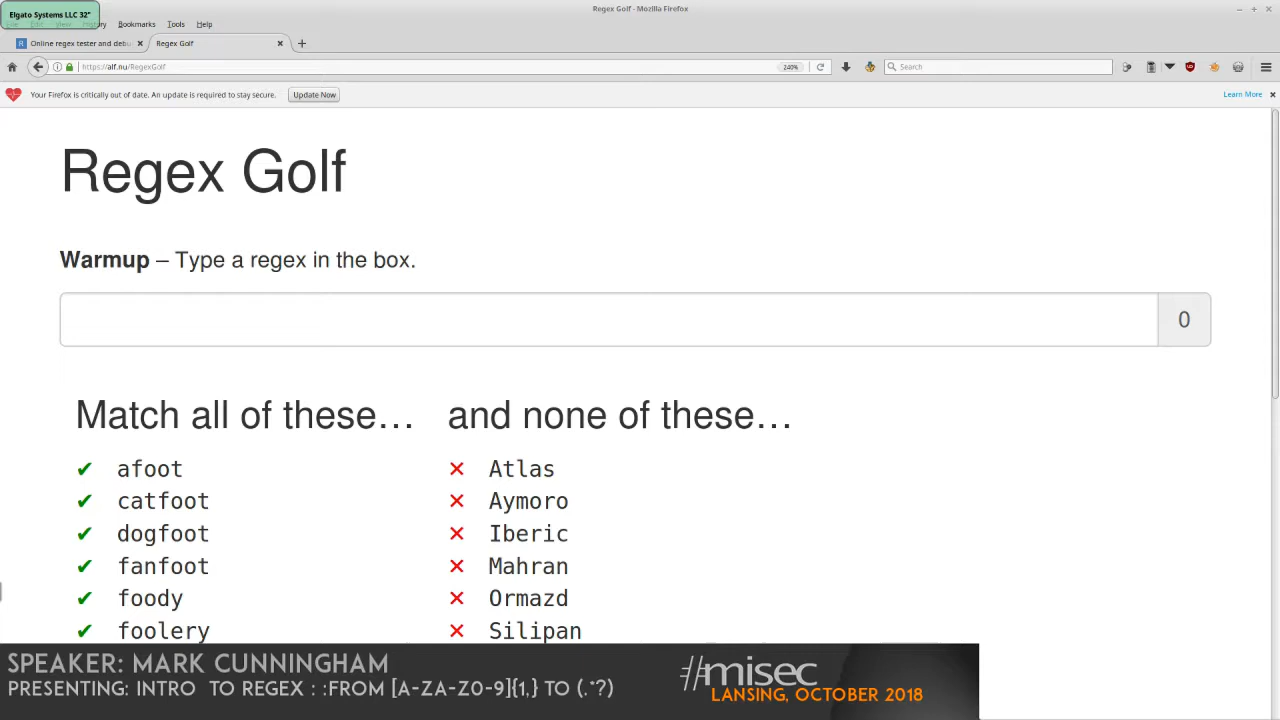 Regex Golf - Mozilla Firefox
Elgato Systems LLC 32"
History Bookmarks Tools Help
Online regex tester and debu
Regex Golf
https://alf.nu/RegexGolf
240%
Search
Your Firefox is critically out of date. An update is required to stay secure.
Update Now
Learn More
Regex Golf
Warmup – Type a regex in the box.
0
Match all of these… and none of these…
✔ afoot ✕ Atlas
✔ catfoot ✕ Aymoro
✔ dogfoot ✕ Iberic
✔ fanfoot ✕ Mahran
✔ foody ✕ Ormazd
✔ foolery ✕ Silipan
SPEAKER: MARK CUNNINGHAM
PRESENTING: INTRO TO REGEX : :FROM [A-ZA-Z0-9]{1,} TO (.*?)
#misec
LANSING, OCTOBER 2018